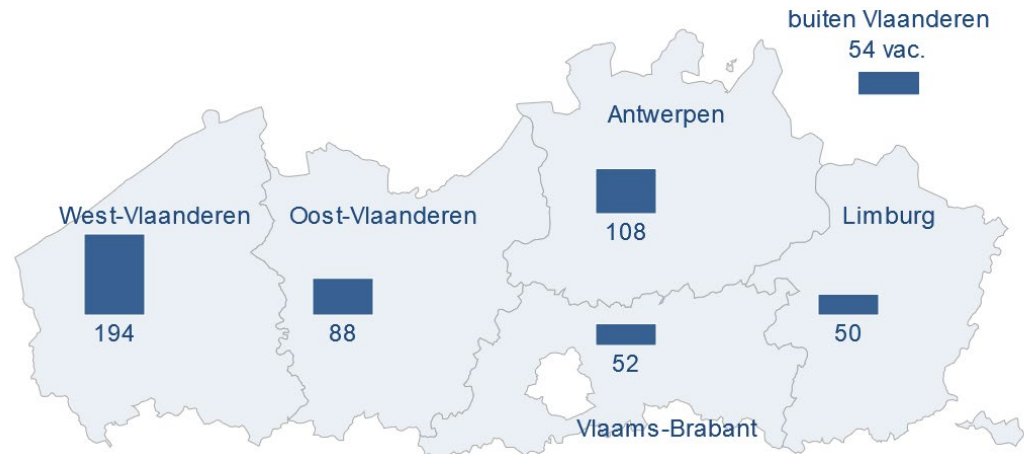 buiten Vlaanderen
54 vac.
Antwerpen
108
West-Vlaanderen
194
Oost-Vlaanderen
88
Limburg
50
52
Vlaams-Brabant